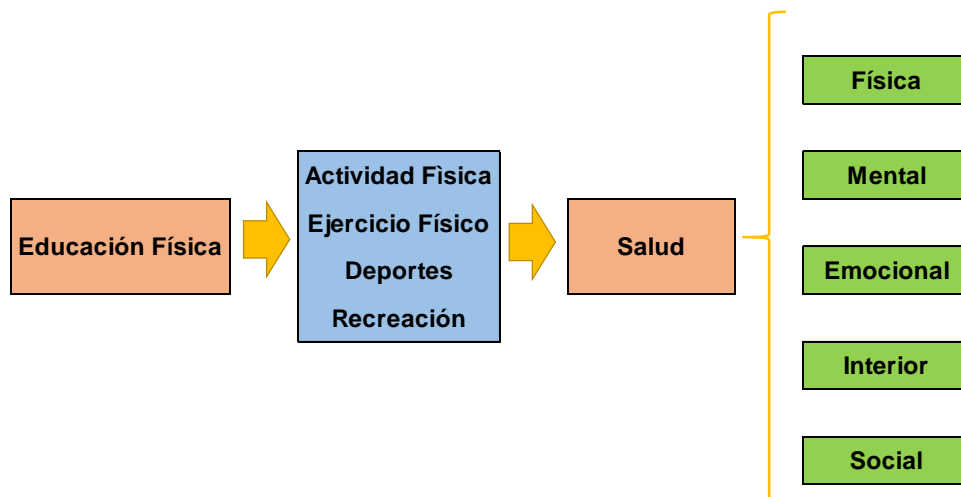 Educación Física
Actividad Fìsica
Ejercicio Físico
Deportes
Recreación
Salud
Física
Mental
Emocional
Interior
Social